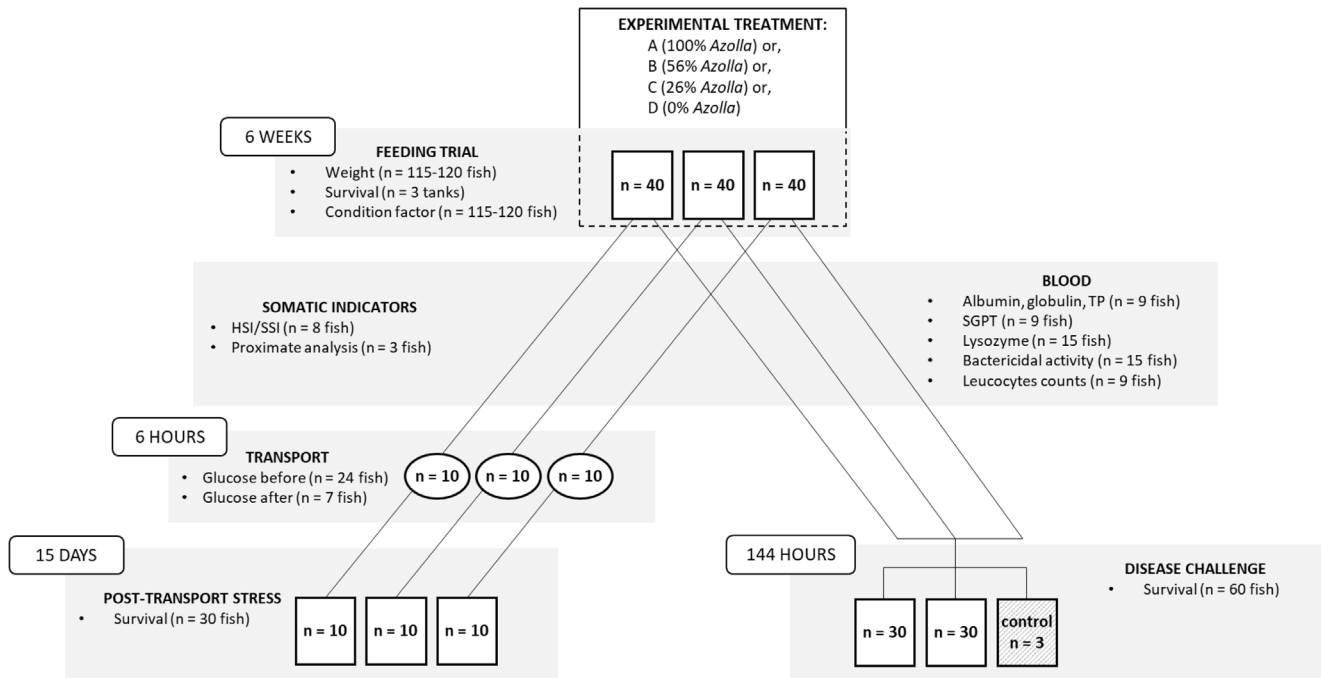 EXPERIMENTAL TREATMENT:
A (100% Azolla) or,
B (56% Azolla) or,
C (26% Azolla) or,
D (0% Azolla)
6 WEEKS
FEEDING TRIAL
• Weight (n = 115-120 fish)
• Survival (n = 3 tanks)
• Condition factor (n = 115-120 fish)
n = 40 n = 40 n = 40
SOMATIC INDICATORS
• HSI/SSI (n = 8 fish)
• Proximate analysis (n = 3 fish)
BLOOD
• Albumin, globulin, TP (n = 9 fish)
• SGPT (n = 9 fish)
• Lysozyme (n = 15 fish)
• Bactericidal activity (n = 15 fish)
• Leucocytes counts (n = 9 fish)
6 HOURS
TRANSPORT
• Glucose before (n = 24 fish)
• Glucose after (n = 7 fish)
n = 10 n = 10 n = 10
15 DAYS
POST-TRANSPORT STRESS
• Survival (n = 30 fish)
n = 10 n = 10 n = 10
144 HOURS
DISEASE CHALLENGE
• Survival (n = 60 fish)
n = 30 n = 30 control
n = 3